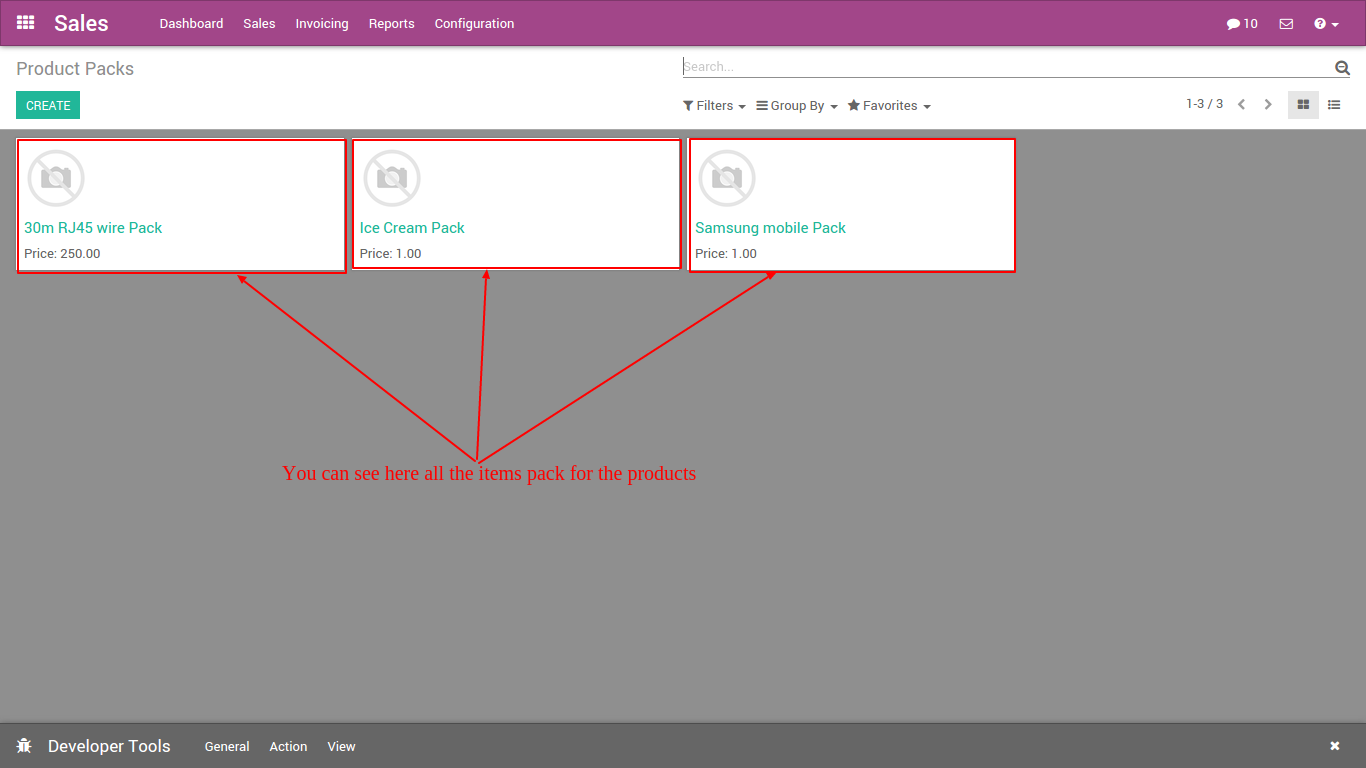 Sales Dashboard Sales Invoicing Reports Configuration 10
Product Packs Search...
CREATE Filters Group By Favorites 1-3 / 3
30m RJ45 wire Pack Ice Cream Pack Samsung mobile Pack
Price: 250.00 Price: 1.00 Price: 1.00
You can see here all the items pack for the products
Developer Tools General Action View